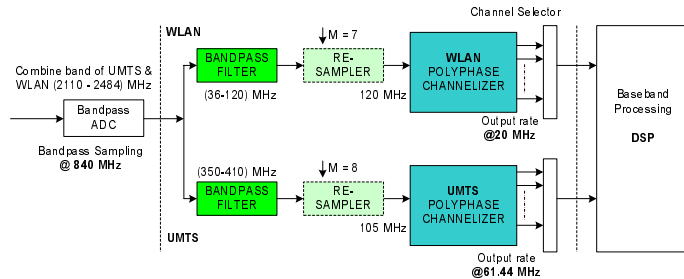 Channel Selector
WLAN
M = 7
Combine band of UMTS &
WLAN (2110 - 2484) MHz
BANDPASS
FILTER
RE-
SAMPLER
WLAN
POLYPHASE
CHANNELIZER
(36-120) MHz
120 MHz
Bandpass
ADC
Output rate
@20 MHz
Baseband
Processing
DSP
Bandpass Sampling
@ 840 MHz
(350-410) MHz
M = 8
BANDPASS
FILTER
RE-
SAMPLER
UMTS
POLYPHASE
CHANNELIZER
105 MHz
UMTS
Output rate
@61.44 MHz